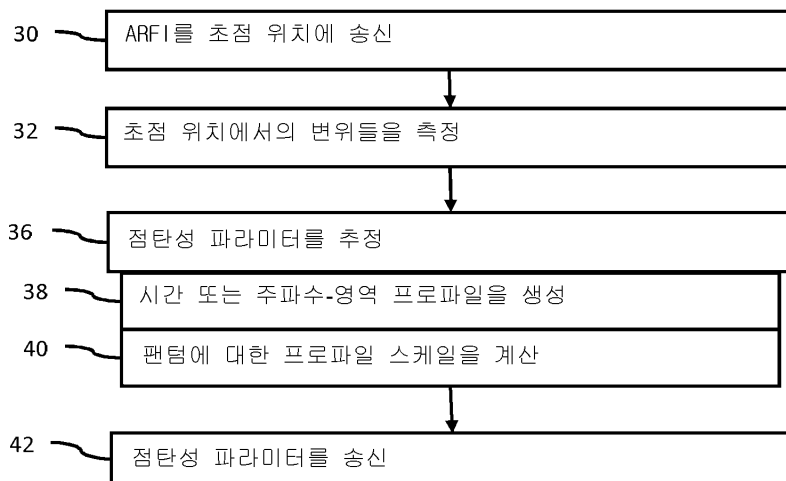 30 ARFI를 초점 위치에 송신
32 초점 위치에서의 변위들을 측정
36 점탄성 파라미터를 추정
38 시간 또는 주파수-영역 프로파일을 생성
40 팬텀에 대한 프로파일 스케일을 계산
42 점탄성 파라미터를 송신